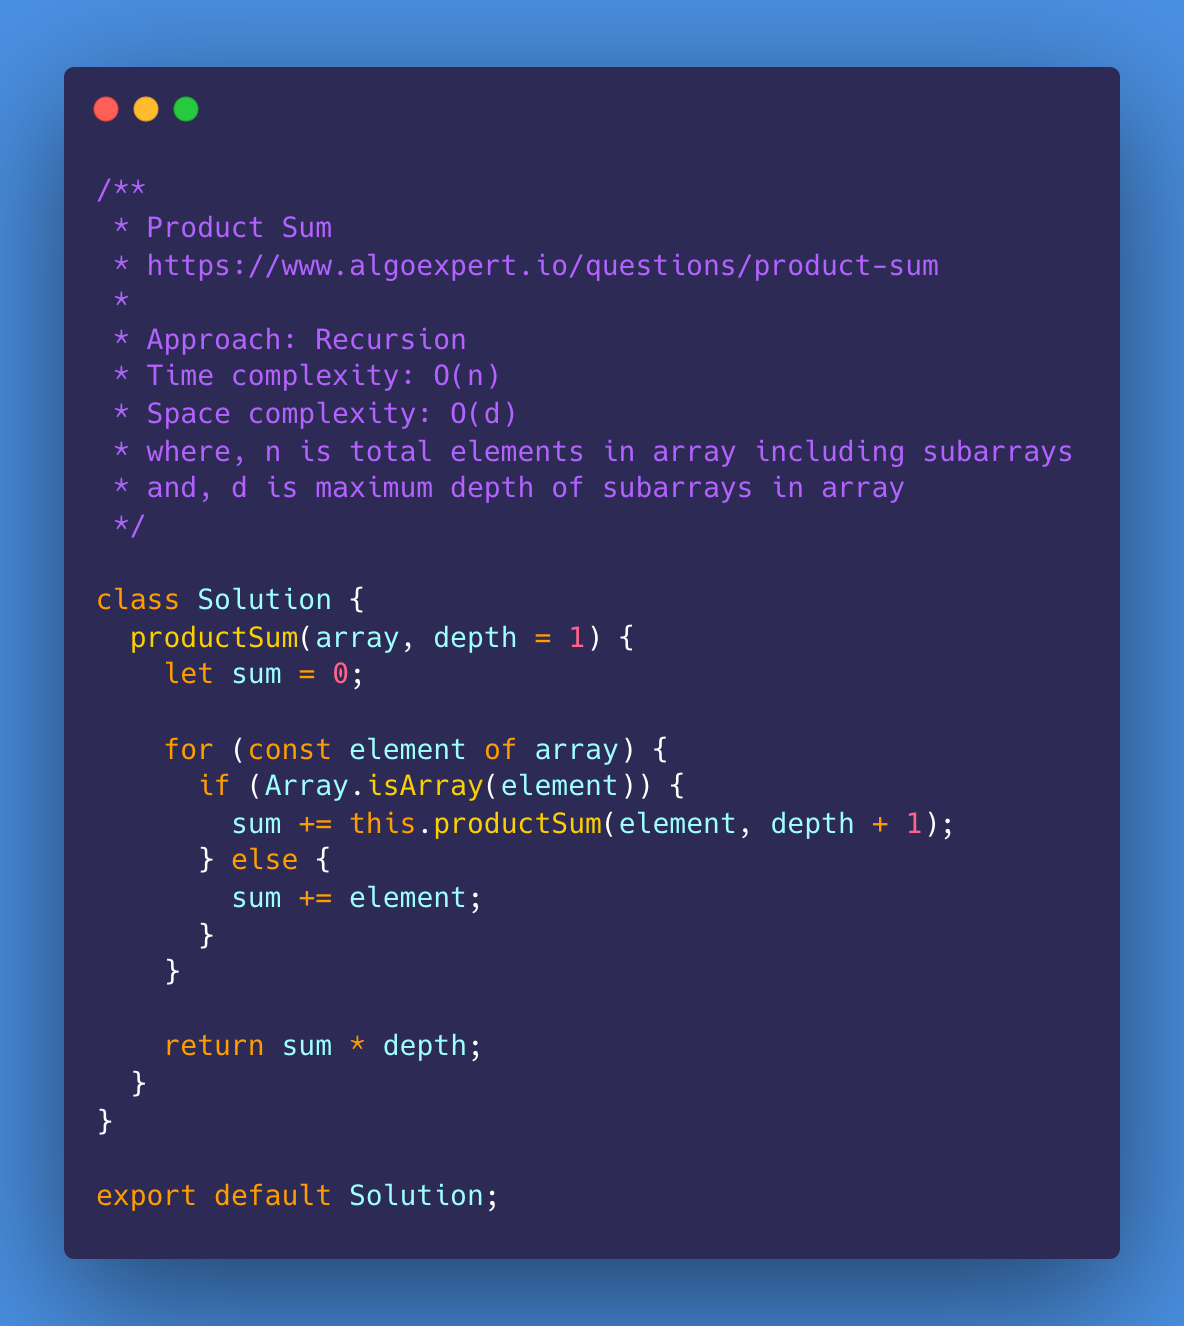 /**
 * Product Sum
 * https://www.algoexpert.io/questions/product-sum
 *
 * Approach: Recursion
 * Time complexity: O(n)
 * Space complexity: O(d)
 * where, n is total elements in array including subarrays
 * and, d is maximum depth of subarrays in array
 */

class Solution {
  productSum(array, depth = 1) {
    let sum = 0;

    for (const element of array) {
      if (Array.isArray(element)) {
        sum += this.productSum(element, depth + 1);
      } else {
        sum += element;
      }
    }

    return sum * depth;
  }
}

export default Solution;